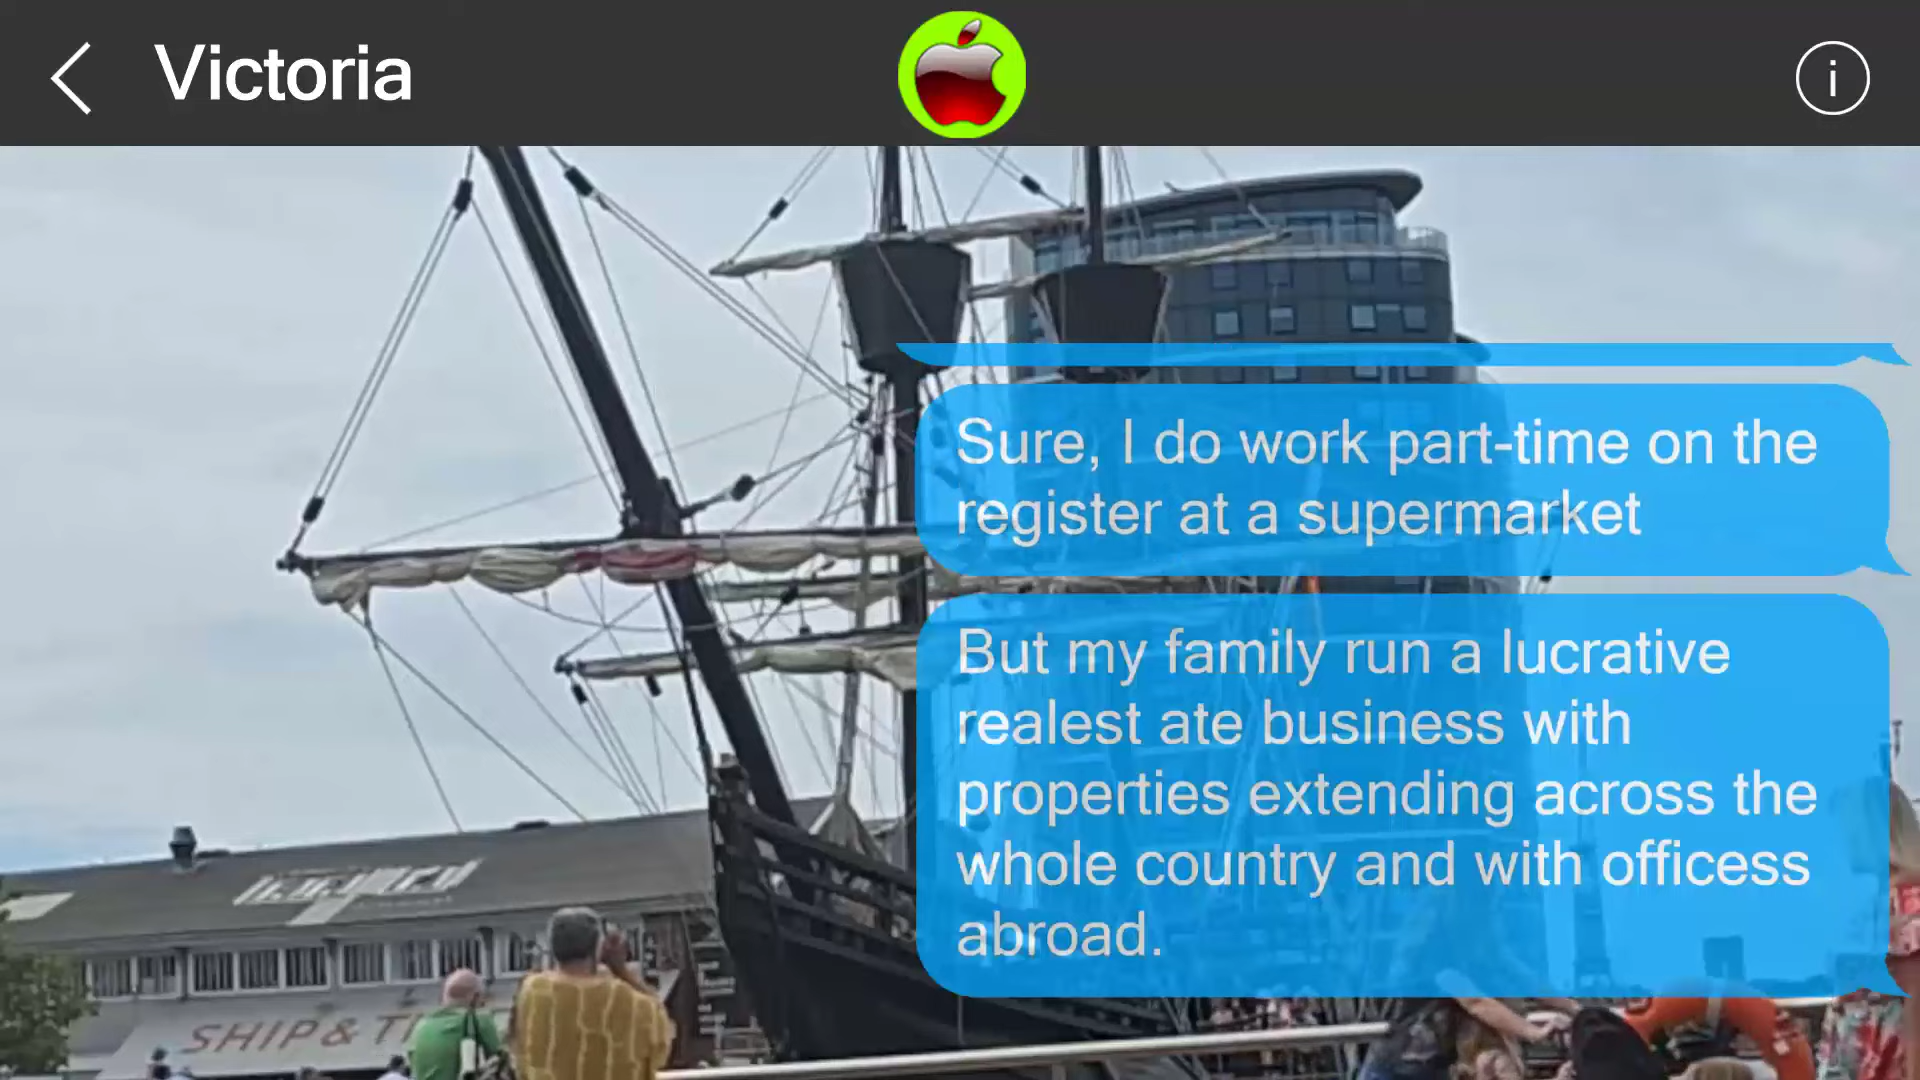 Victoria
i
Sure, I do work part-time on the
register at a supermarket
But my family run a lucrative
realest ate business with
properties extending across the
whole country and with officess
abroad.
SHIP & T